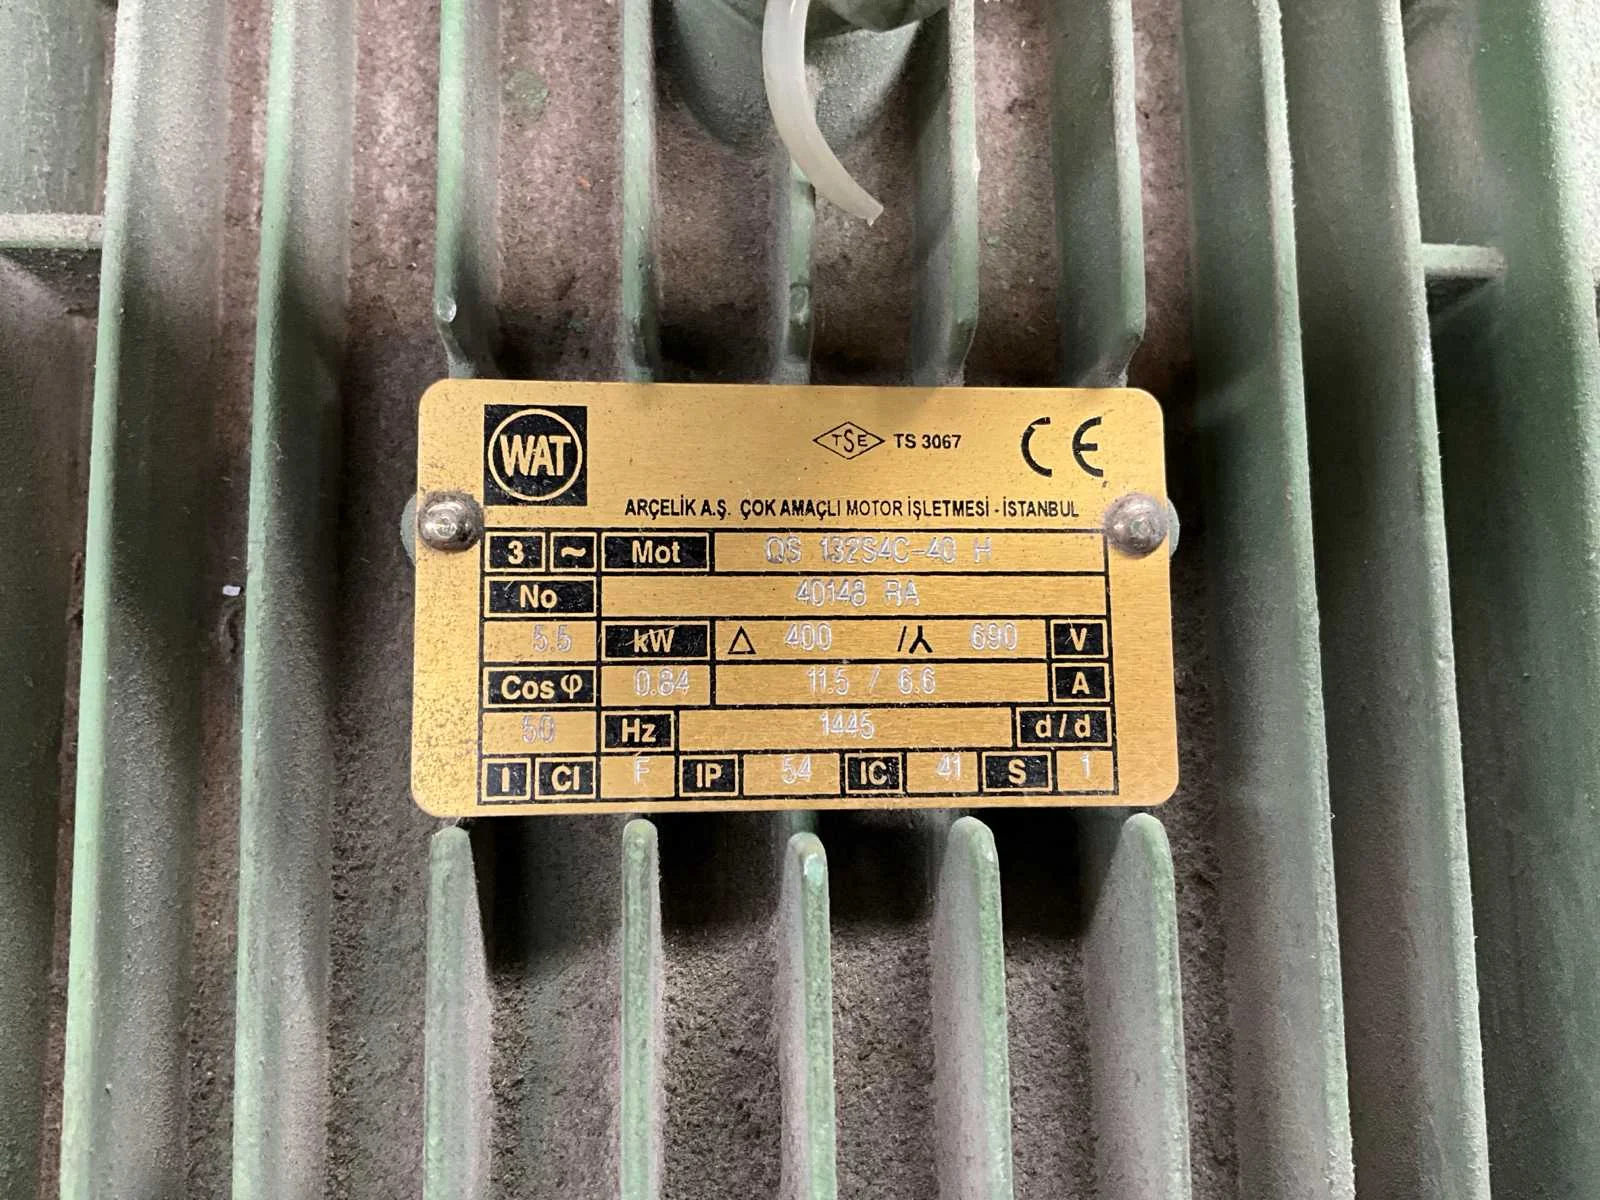 WAT
TSE TS 3067 CE
ARÇELİK A.Ş. ÇOK AMAÇLI MOTOR İŞLETMESİ - İSTANBUL
3 ~ Mot QS 132S4C-40 H
No 40148 RA
5.5 kW △ 400 /⅄ 690 V
Cos φ 0.84 11.5 / 6.6 A
50 Hz 1445 d/d
I Cl F IP 54 IC 41 S 1